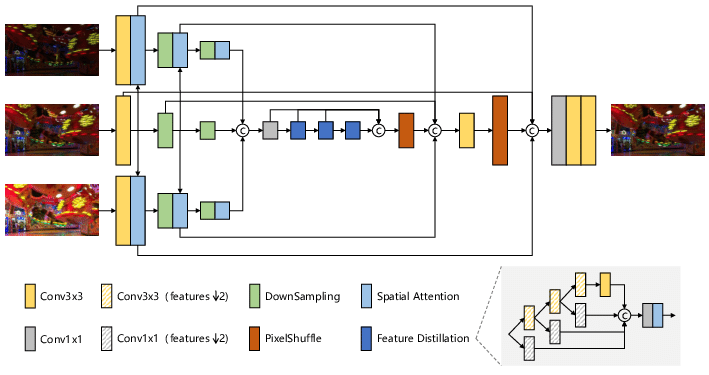 C
C
C
C
Conv3x3
Conv3x3 (features ↓2)
DownSampling
Spatial Attention
Conv1x1
Conv1x1 (features ↓2)
PixelShuffle
Feature Distillation
C